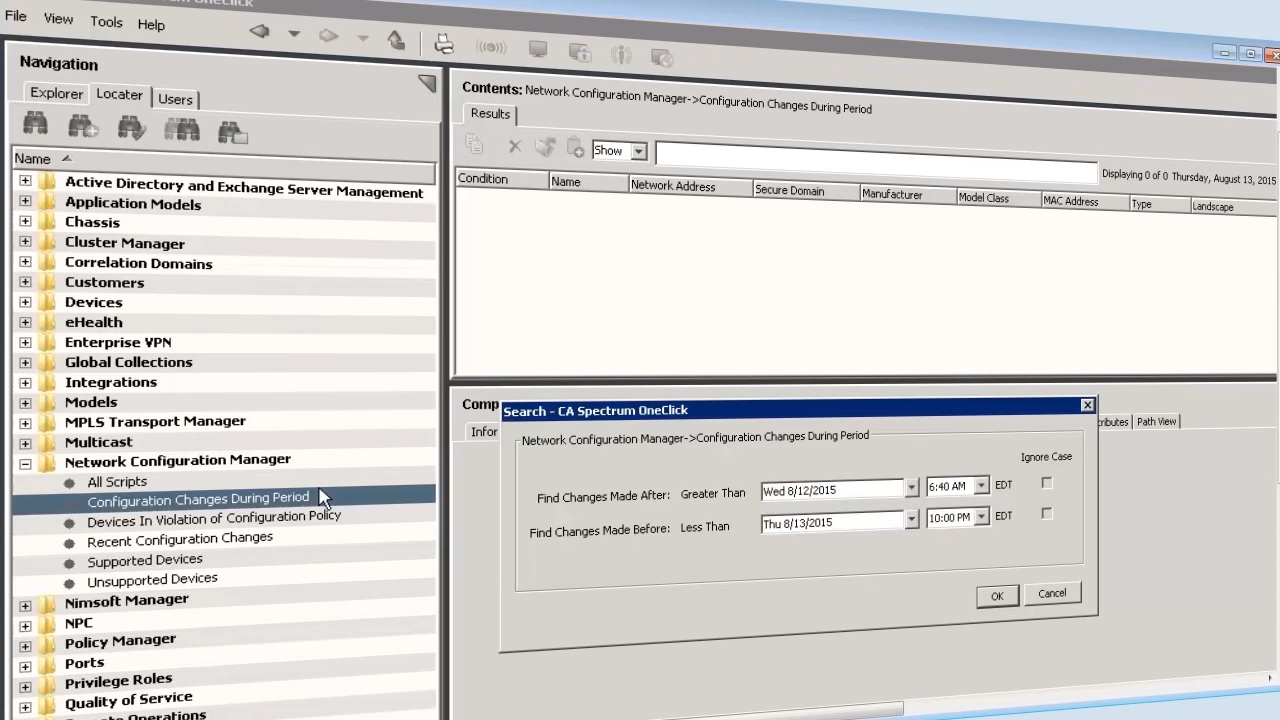 OneClick
File View Tools Help
Navigation
Explorer Locater Users
Name
Active Directory and Exchange Server Management
Application Models
Chassis
Cluster Manager
Correlation Domains
Customers
Devices
eHealth
Enterprise VPN
Global Collections
Integrations
Models
MPLS Transport Manager
Multicast
Network Configuration Manager
All Scripts
Configuration Changes During Period
Devices In Violation of Configuration Policy
Recent Configuration Changes
Supported Devices
Unsupported Devices
Nimsoft Manager
NPC
Policy Manager
Ports
Privilege Roles
Quality of Service
Operations
Contents: Network Configuration Manager->Configuration Changes During Period
Results
Show
Displaying 0 of 0 Thursday, August 13, 2015
Condition Name Network Address Secure Domain Manufacturer Model Class MAC Address Type Landscape
Comp
Infor
ributes Path View
Search - CA Spectrum OneClick
Network Configuration Manager->Configuration Changes During Period
Ignore Case
Find Changes Made After: Greater Than Wed 8/12/2015 6:40 AM EDT
Find Changes Made Before: Less Than Thu 8/13/2015 10:00 PM EDT
OK Cancel